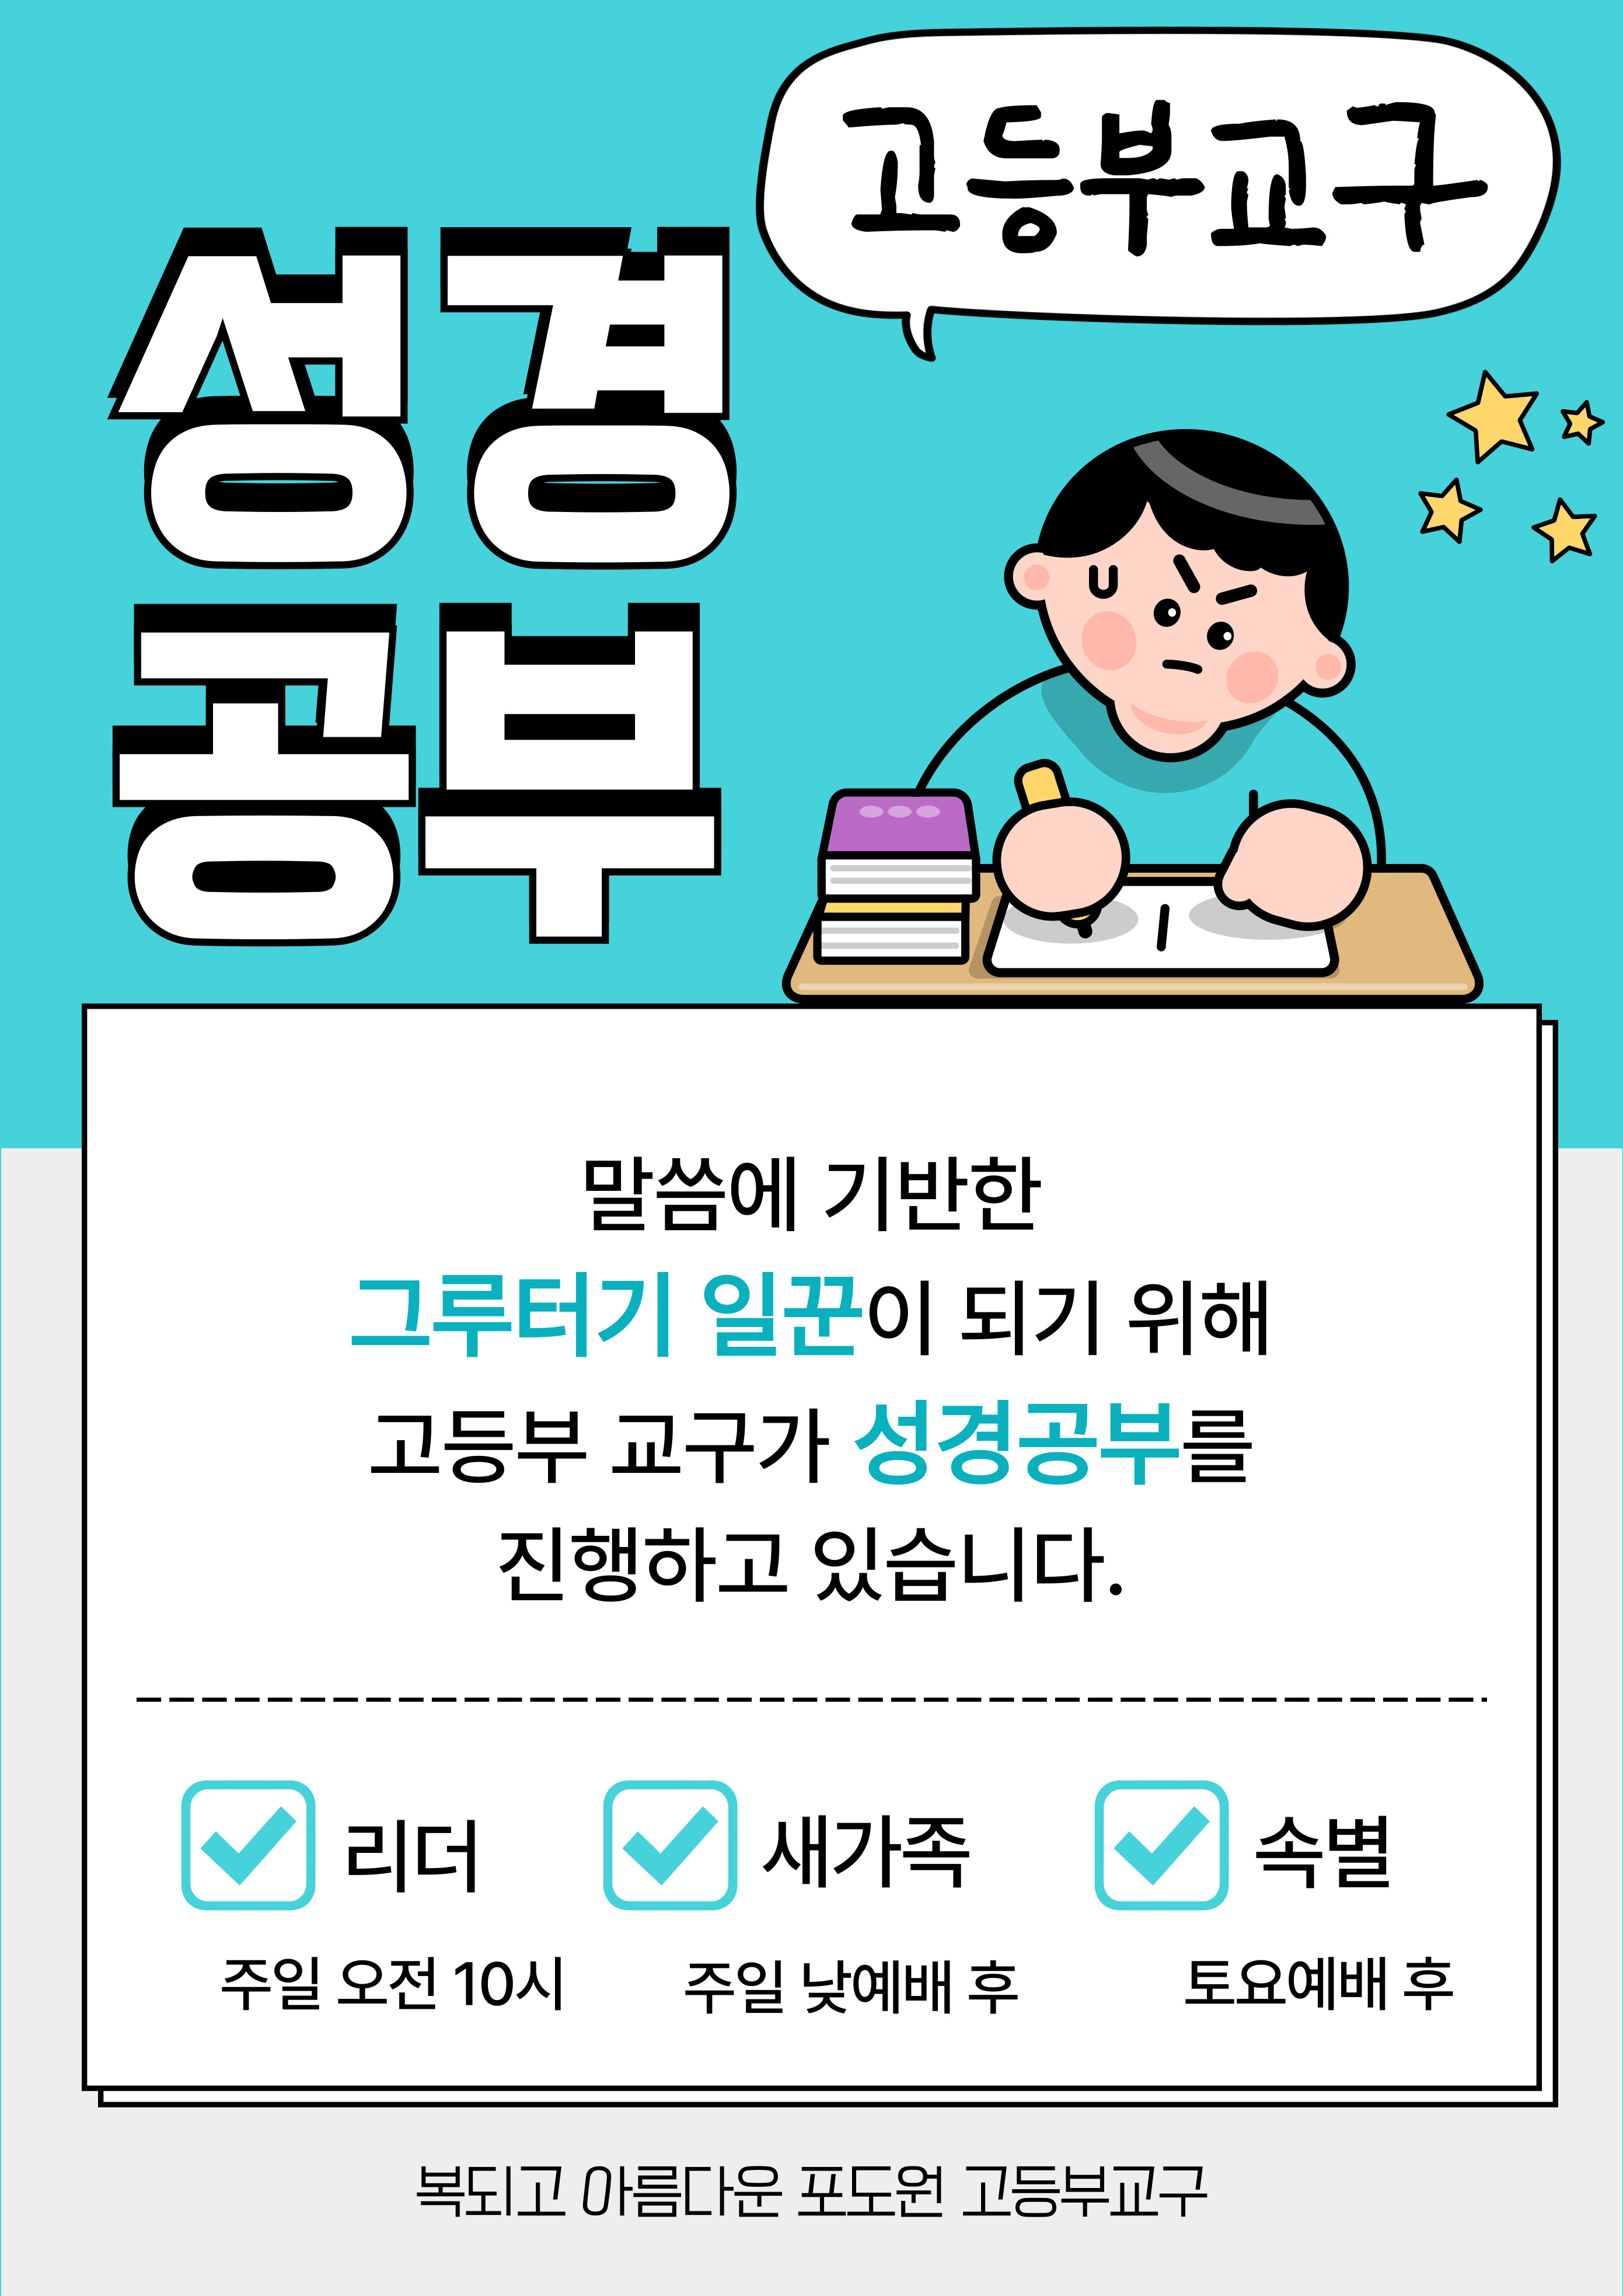 고등부교구
성경
공부
말씀에 기반한
그루터기 일꾼이 되기 위해
고등부 교구가 성경공부를
진행하고 있습니다.
리더 새가족 속별
주일 오전 10시 주일 낮예배 후 토요예배 후
복되고 아름다운 포도원 고등부교구